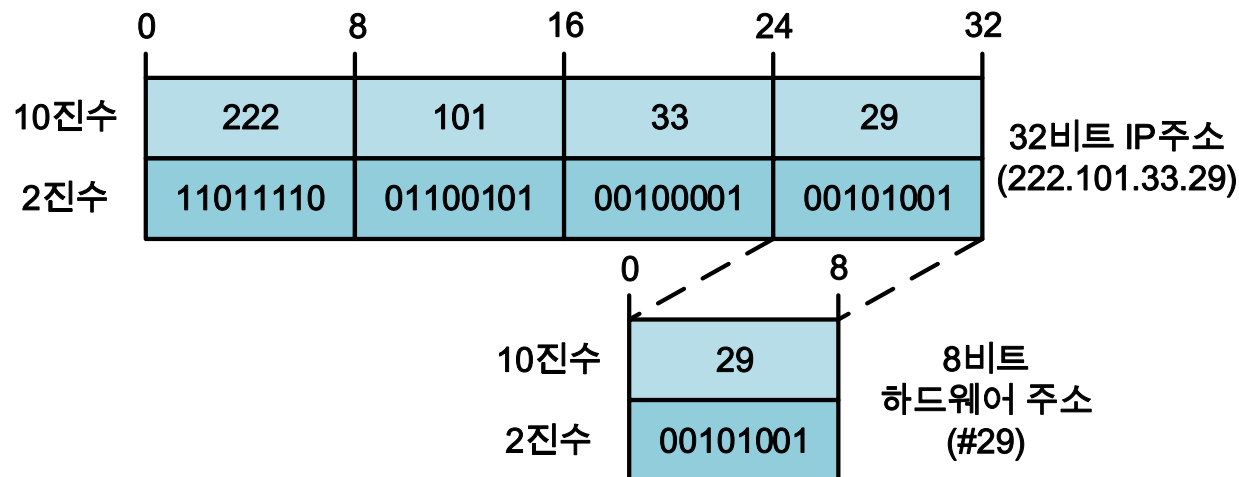 0 8 16 24 32
10진수 222 101 33 29
2진수 11011110 01100101 00100001 00101001
32비트 IP주소
(222.101.33.29)
0 8
10진수 29
2진수 00101001
8비트
하드웨어 주소
(#29)